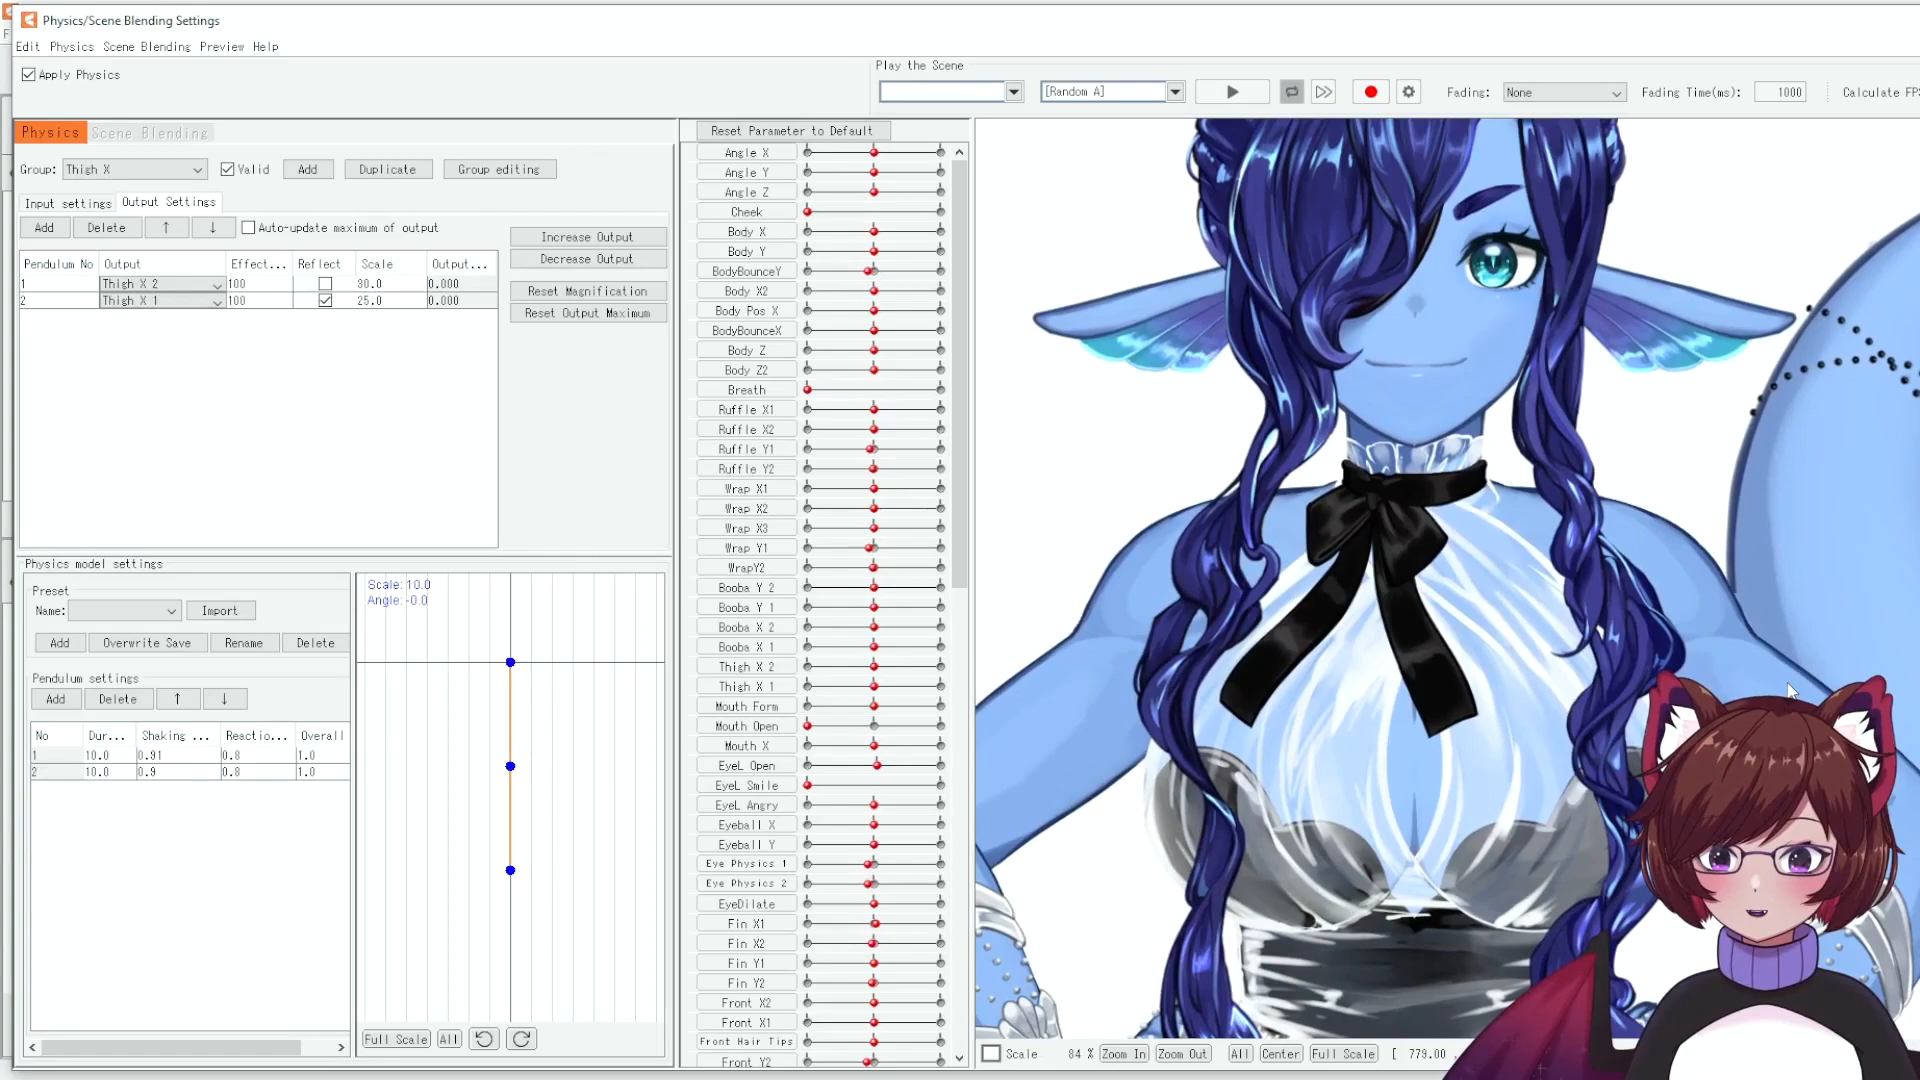 Physics/Scene Blending Settings
Edit Physics Scene Blending Preview Help
Apply Physics
Play the Scene
[Random A]
Fading: None Fading Time(ms): 1000 Calculate FPS
Physics Scene Blending
Group: Thigh X Valid Add Duplicate Group editing
Input settings Output Settings
Add Delete ↑ ↓ Auto-update maximum of output
Increase Output
Decrease Output
Reset Magnification
Reset Output Maximum
Pendulum No Output Effect... Reflect Scale Output...
1 Thigh X 2 100 30.0 0.000
2 Thigh X 1 100 25.0 0.000
Physics model settings
Preset
Name: Import
Add Overwrite Save Rename Delete
Pendulum settings
Add Delete ↑ ↓
No Dur... Shaking ... Reactio... Overall
1 10.0 0.91 0.8 1.0
2 10.0 0.9 0.8 1.0
Scale: 10.0
Angle: -0.0
Full Scale All
Reset Parameter to Default
Angle X
Angle Y
Angle Z
Cheek
Body X
Body Y
BodyBounceY
Body X2
Body Pos X
BodyBounceX
Body Z
Body Z2
Breath
Ruffle X1
Ruffle X2
Ruffle Y1
Ruffle Y2
Wrap X1
Wrap X2
Wrap X3
Wrap Y1
WrapY2
Booba Y 2
Booba Y 1
Booba X 2
Booba X 1
Thigh X 2
Thigh X 1
Mouth Form
Mouth Open
Mouth X
EyeL Open
EyeL Smile
EyeL Angry
Eyeball X
Eyeball Y
Eye Physics 1
Eye Physics 2
EyeDilate
Fin X1
Fin X2
Fin Y1
Fin Y2
Front X2
Front X1
Front Hair Tips
Front Y2
Scale 84 % Zoom In Zoom Out All Center Full Scale [ 779.00 ,